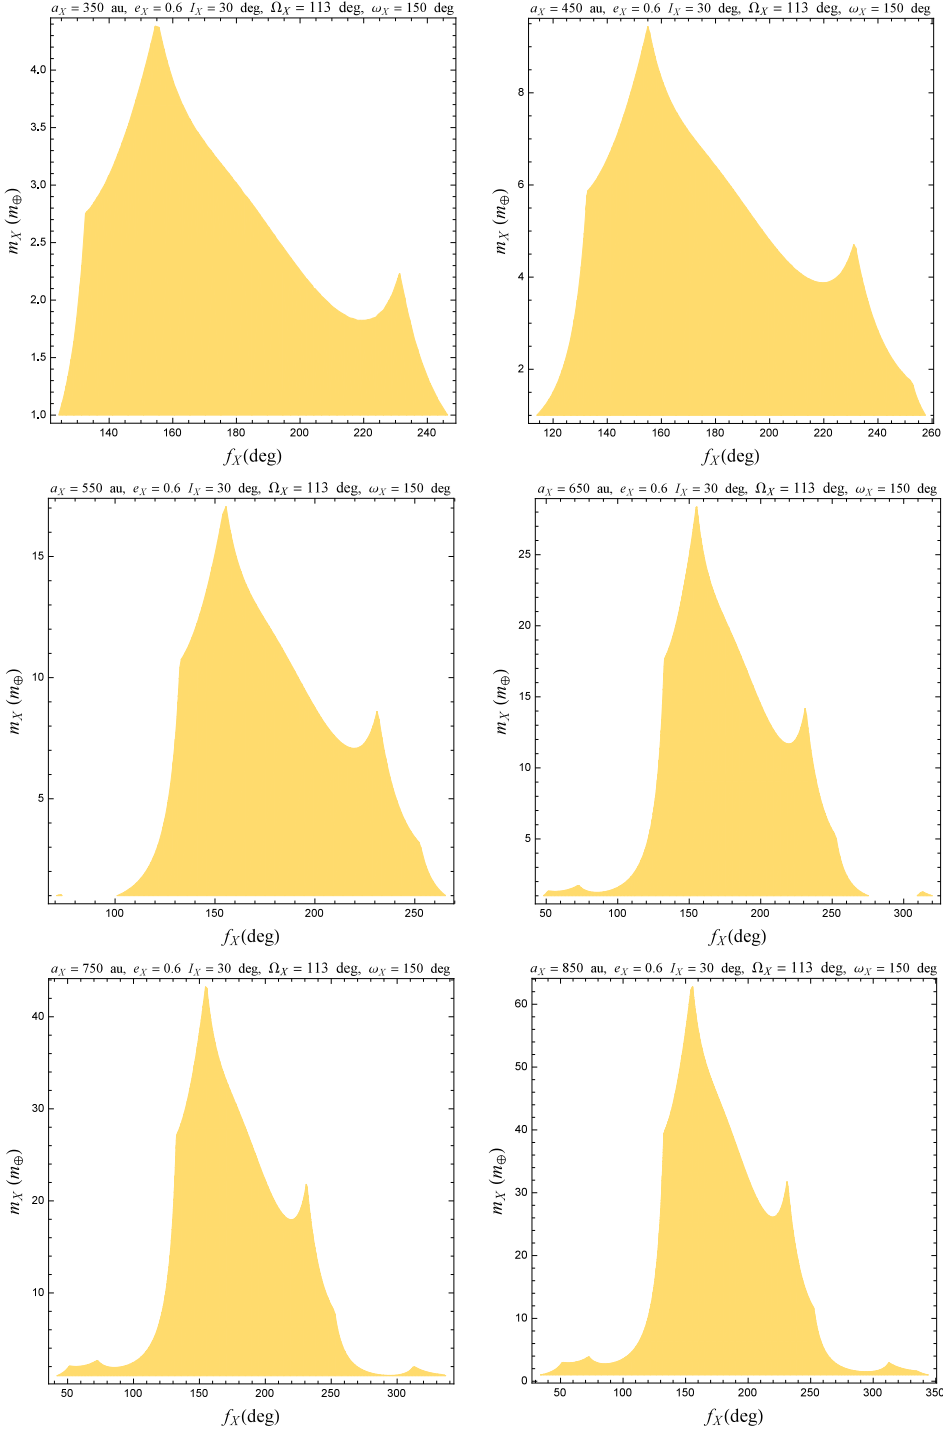 a_X = 350 au, e_X = 0.6 I_X = 30 deg, Ω_X = 113 deg, ω_X = 150 deg
4.0
3.5
3.0
2.5
2.0
1.5
1.0
m_X (m_⊕)
140 160 180 200 220 240
f_X(deg)
a_X = 450 au, e_X = 0.6 I_X = 30 deg, Ω_X = 113 deg, ω_X = 150 deg
8
6
4
2
m_X (m_⊕)
120 140 160 180 200 220 240 260
f_X(deg)
a_X = 550 au, e_X = 0.6 I_X = 30 deg, Ω_X = 113 deg, ω_X = 150 deg
15
10
5
m_X (m_⊕)
100 150 200 250
f_X(deg)
a_X = 650 au, e_X = 0.6 I_X = 30 deg, Ω_X = 113 deg, ω_X = 150 deg
25
20
15
10
5
m_X (m_⊕)
50 100 150 200 250 300
f_X(deg)
a_X = 750 au, e_X = 0.6 I_X = 30 deg, Ω_X = 113 deg, ω_X = 150 deg
40
30
20
10
m_X (m_⊕)
50 100 150 200 250 300
f_X(deg)
a_X = 850 au, e_X = 0.6 I_X = 30 deg, Ω_X = 113 deg, ω_X = 150 deg
60
50
40
30
20
10
0
m_X (m_⊕)
50 100 150 200 250 300 350
f_X(deg)